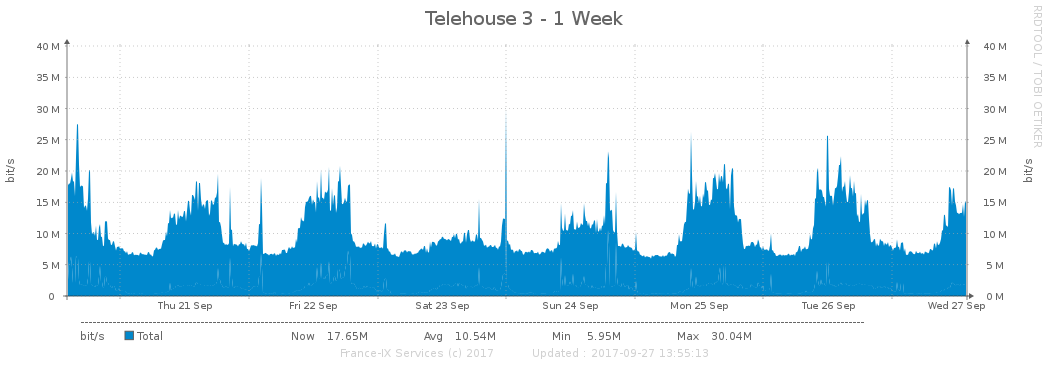 Telehouse 3 - 1 Week
RRDTOOL / TOBI OETIKER
bit/s
bit/s
40 M 40 M
35 M 35 M
30 M 30 M
25 M 25 M
20 M 20 M
15 M 15 M
10 M 10 M
5 M 5 M
0 0 M
Thu 21 Sep Fri 22 Sep Sat 23 Sep Sun 24 Sep Mon 25 Sep Tue 26 Sep Wed 27 Sep
bit/s Total Now 17.65M Avg 10.54M Min 5.95M Max 30.04M
France-IX Services (c) 2017 Updated : 2017-09-27 13:55:13